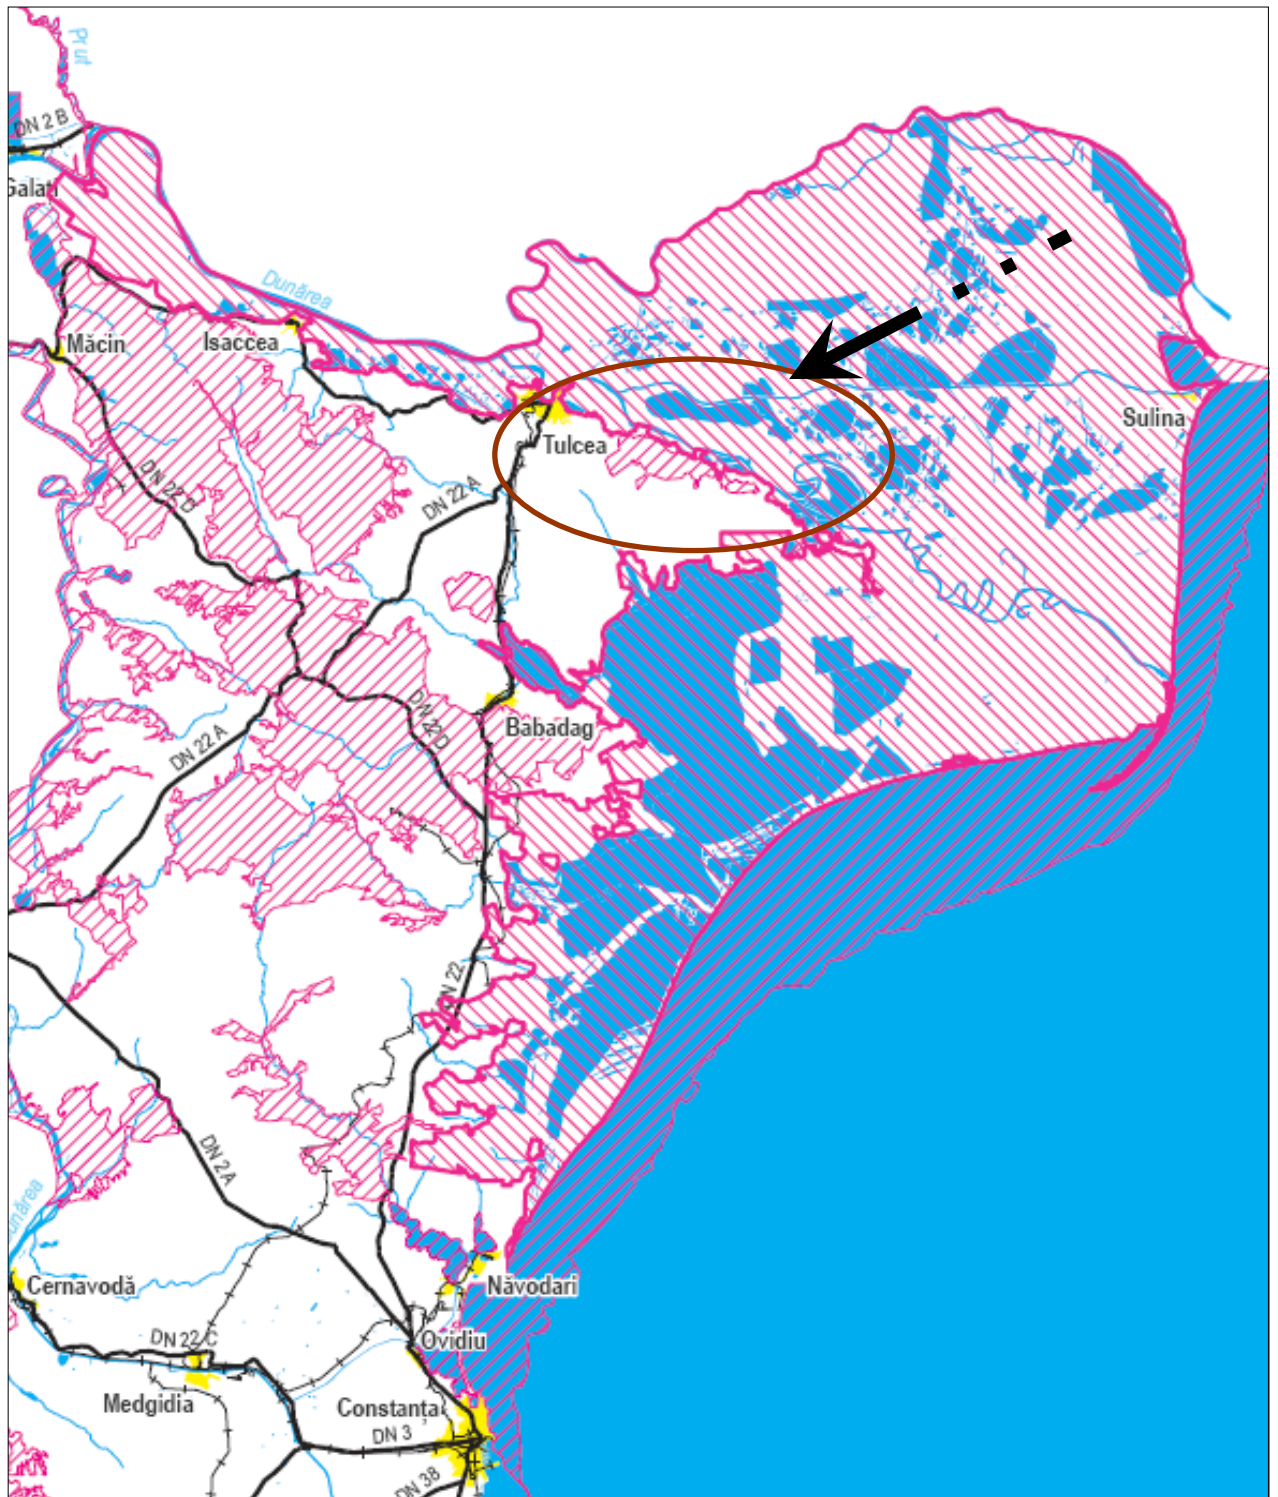 Prut
DN 2 B
Galați
Dunărea
Măcin
Isaccea
Sulina
Tulcea
DN 22 D
DN 22 A
DN 22 D
Babadag
DN 22 A
DN 22
DN 2 A
Dunărea
Cernavodă
Năvodari
DN 22 C
Ovidiu
Medgidia
Constanța
DN 3
DN 38